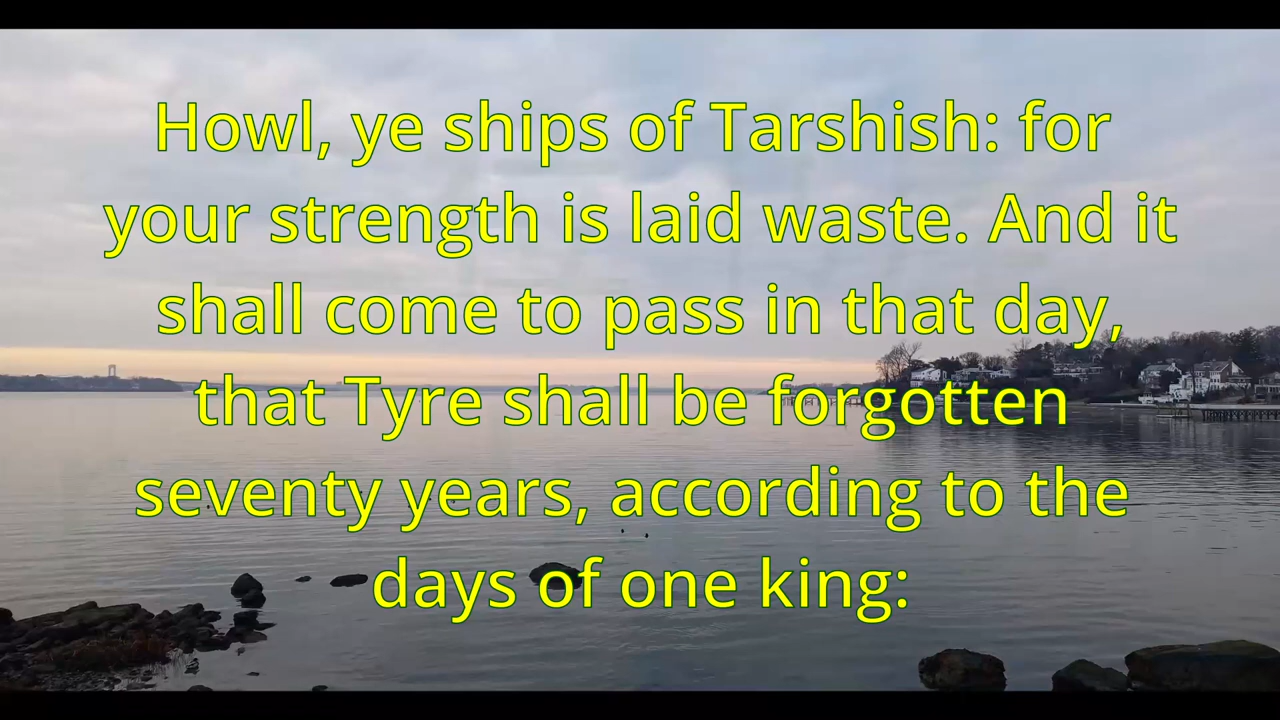 Howl, ye ships of Tarshish: for
your strength is laid waste. And it
shall come to pass in that day,
that Tyre shall be forgotten
seventy years, according to the
days of one king: